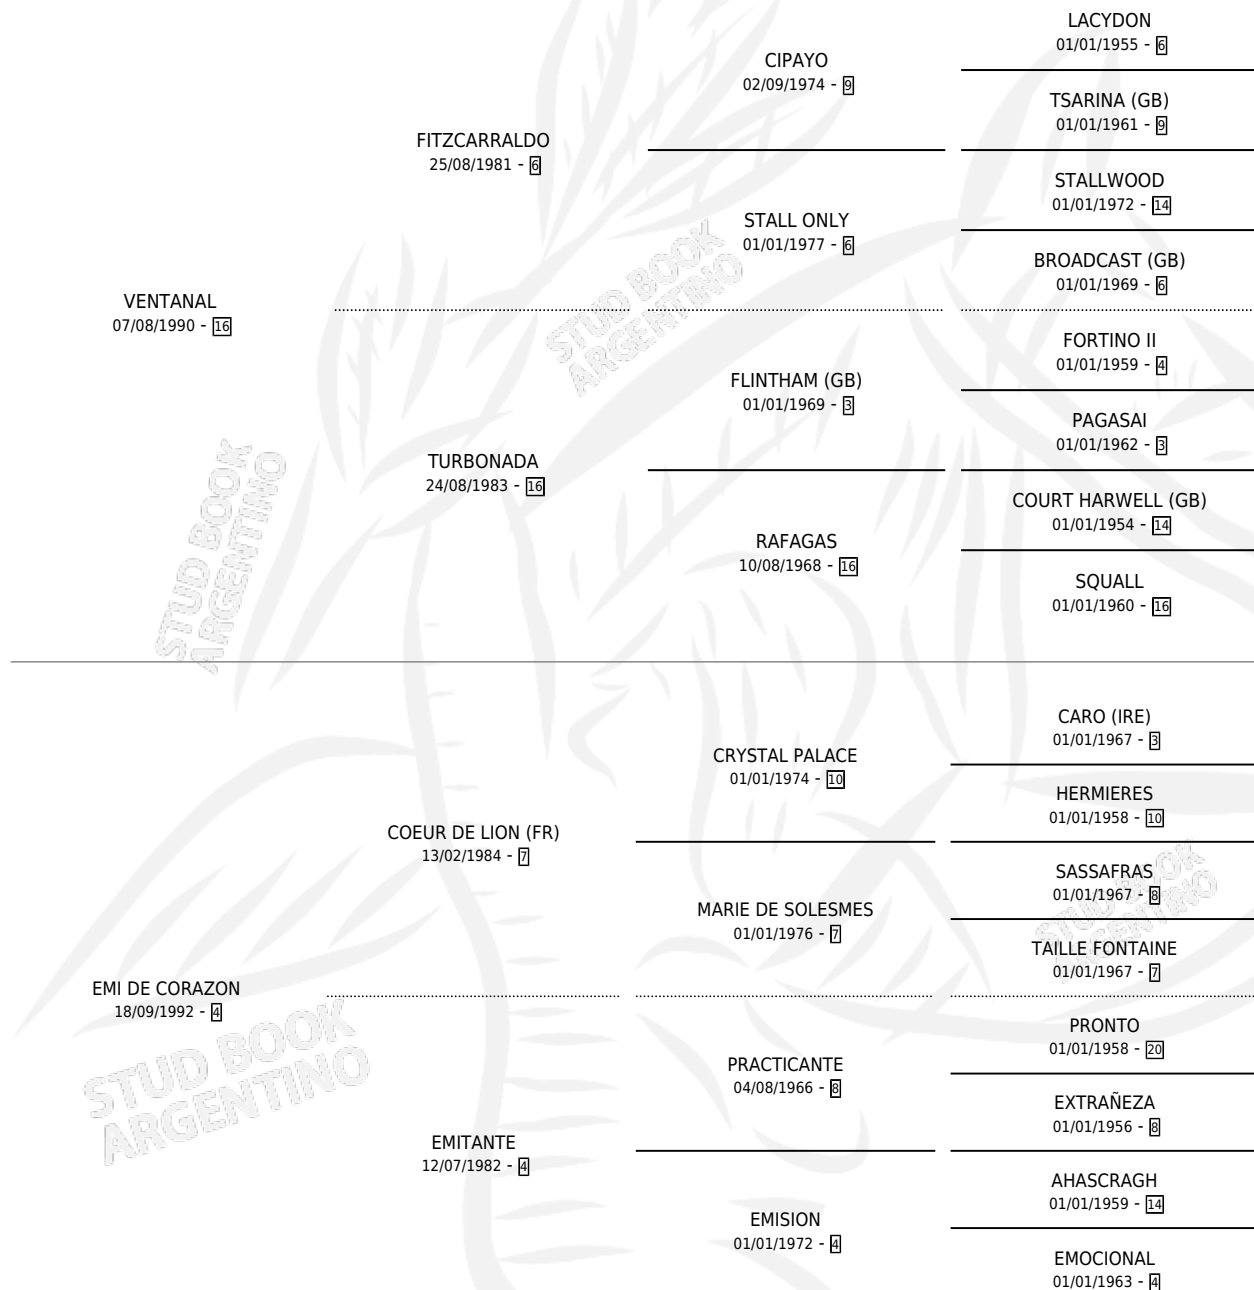 LACYDON
01/01/1955 - 6
CIPAYO
02/09/1974 - 9
TSARINA (GB)
01/01/1961 - 9
FITZCARRALDO
25/08/1981 - 6
STALLWOOD
01/01/1972 - 14
STALL ONLY
01/01/1977 - 6
BROADCAST (GB)
01/01/1969 - 6
VENTANAL
07/08/1990 - 16
FORTINO II
01/01/1959 - 4
FLINTHAM (GB)
01/01/1969 - 3
PAGASAI
01/01/1962 - 3
TURBONADA
24/08/1983 - 16
COURT HARWELL (GB)
01/01/1954 - 14
RAFAGAS
10/08/1968 - 16
SQUALL
01/01/1960 - 16
CARO (IRE)
01/01/1967 - 3
CRYSTAL PALACE
01/01/1974 - 10
HERMIERES
01/01/1958 - 10
COEUR DE LION (FR)
13/02/1984 - 7
SASSAFRAS
01/01/1967 - 8
MARIE DE SOLESMES
01/01/1976 - 7
TAILLE FONTAINE
01/01/1967 - 7
EMI DE CORAZON
18/09/1992 - 4
PRONTO
01/01/1958 - 20
PRACTICANTE
04/08/1966 - 8
EXTRAÑEZA
01/01/1956 - 8
EMITANTE
12/07/1982 - 4
AHASCRAGH
01/01/1959 - 14
EMISION
01/01/1972 - 4
EMOCIONAL
01/01/1963 - 4
STUD BOOK
ARGENTINO
STUD BOOK
ARGENTINO
STUD BOOK
ARGENTINO
STUD BOOK
ARGENTINO